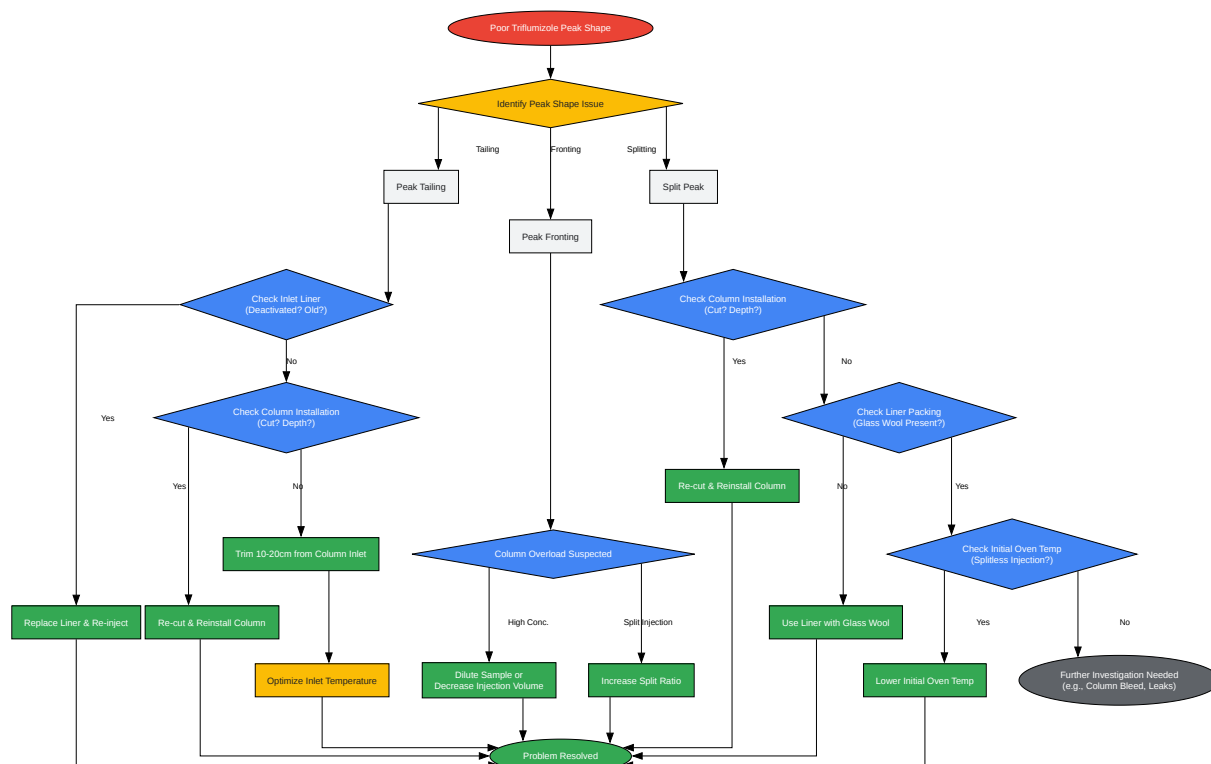 Poor Triflumizole Peak Shape
Identify Peak Shape Issue
Tailing
Fronting
Splitting
Peak Tailing
Split Peak
Peak Fronting
Check Inlet Liner
(Deactivated? Old?)
Check Column Installation
(Cut? Depth?)
No
Yes
No
Check Column Installation
(Cut? Depth?)
Check Liner Packing
(Glass Wool Present?)
Yes
Yes
No
Re-cut & Reinstall Column
No
Yes
Trim 10-20cm from Column Inlet
Column Overload Suspected
Check Initial Oven Temp
(Splitless Injection?)
Replace Liner & Re-inject
Re-cut & Reinstall Column
High Conc.
Split Injection
Use Liner with Glass Wool
Yes
No
Optimize Inlet Temperature
Dilute Sample or
Decrease Injection Volume
Increase Split Ratio
Lower Initial Oven Temp
Further Investigation Needed
(e.g., Column Bleed, Leaks)
Problem Resolved